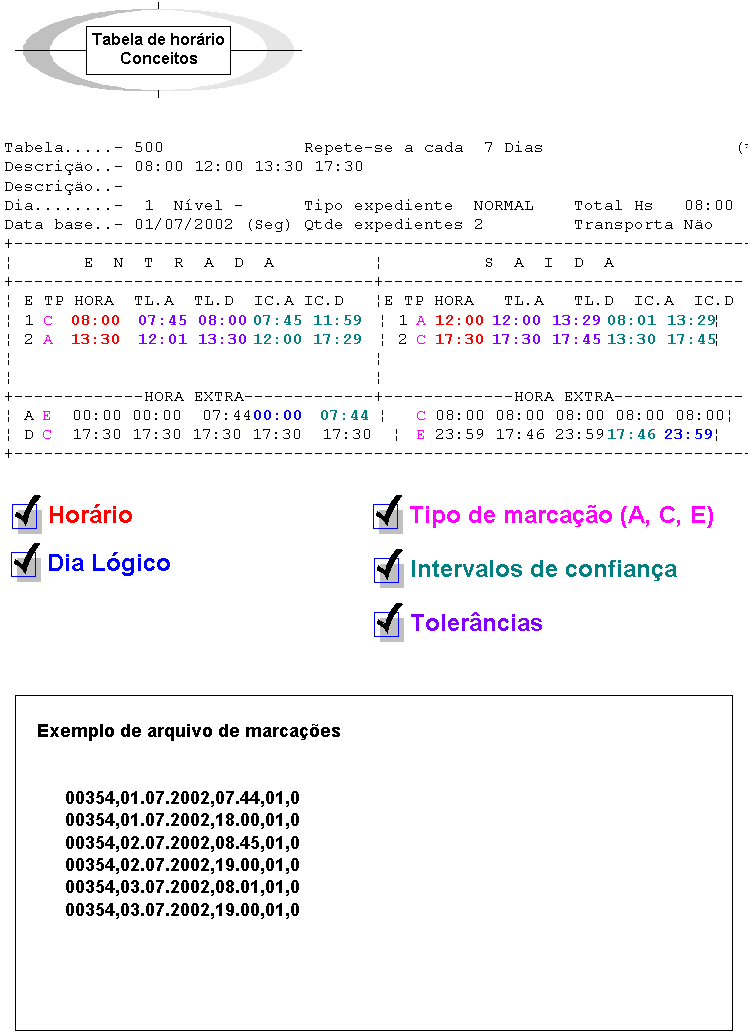 Tabela de horário
Conceitos
Tabela.....- 500 Repete-se a cada 7 Dias (*
Descriçäo..- 08:00 12:00 13:30 17:30
Descriçäo..-
Dia........- 1 Nível - Tipo expediente NORMAL Total Hs 08:00
Data base..- 01/07/2002 (Seg) Qtde expedientes 2 Transporta Näo
E N T R A D A ¦ S A I D A
¦ E TP HORA TL.A TL.D IC.A IC.D ¦E TP HORA TL.A TL.D IC.A IC.D
¦ 1 C 08:00 07:45 08:00 07:45 11:59 ¦ 1 A 12:00 12:00 13:29 08:01 13:29¦
¦ 2 A 13:30 12:01 13:30 12:00 17:29 ¦ 2 C 17:30 17:30 17:45 13:30 17:45¦
+-------------HORA EXTRA-------------+-------------HORA EXTRA-------------
¦ A E 00:00 00:00 07:44 00:00 07:44 ¦ C 08:00 08:00 08:00 08:00 08:00¦
¦ D C 17:30 17:30 17:30 17:30 17:30 ¦ E 23:59 17:46 23:59 17:46 23:59¦
Horário
Tipo de marcação (A, C, E)
Dia Lógico
Intervalos de confiança
Tolerâncias
Exemplo de arquivo de marcações
00354,01.07.2002,07.44,01,0
00354,01.07.2002,18.00,01,0
00354,02.07.2002,08.45,01,0
00354,02.07.2002,19.00,01,0
00354,03.07.2002,08.01,01,0
00354,03.07.2002,19.00,01,0